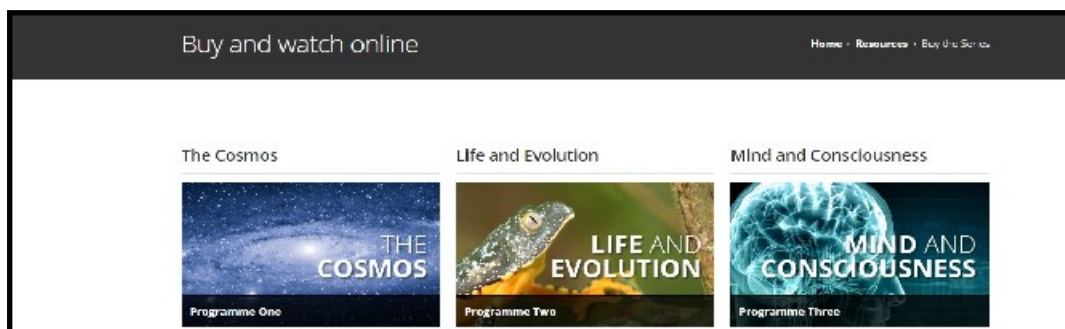 Buy and watch online
Home • Resources • Buy the Series
The Cosmos
Life and Evolution
Mind and Consciousness
THE
COSMOS
LIFE AND
EVOLUTION
MIND AND
CONSCIOUSNESS
Programme One
Programme Two
Programme Three